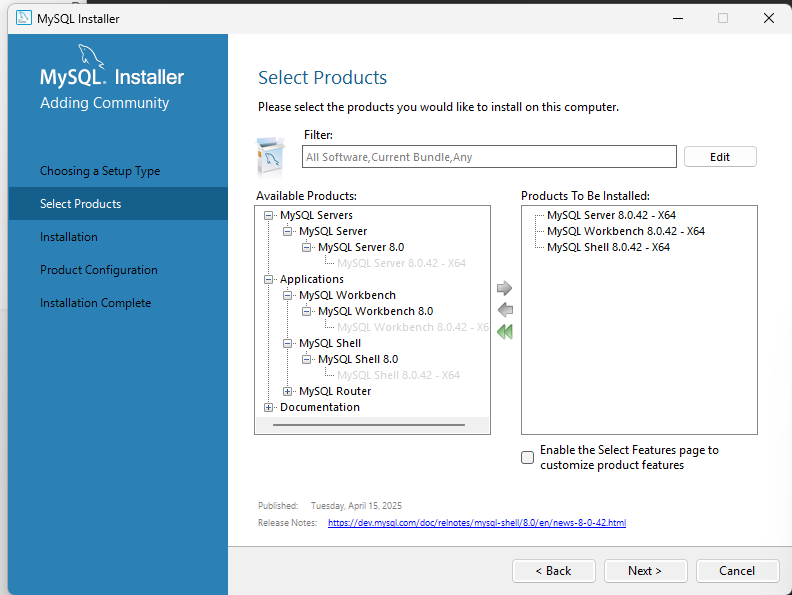 MySQL Installer
MySQL. Installer
Adding Community
Choosing a Setup Type
Select Products
Installation
Product Configuration
Installation Complete
Select Products
Please select the products you would like to install on this computer.
Filter:
All Software,Current Bundle,Any
Edit
Available Products:
MySQL Servers
MySQL Server
MySQL Server 8.0
MySQL Server 8.0.42 - X64
Applications
MySQL Workbench
MySQL Workbench 8.0
MySQL Workbench 8.0.42 - X6
MySQL Shell
MySQL Shell 8.0
MySQL Shell 8.0.42 - X64
MySQL Router
Documentation
Products To Be Installed:
MySQL Server 8.0.42 - X64
MySQL Workbench 8.0.42 - X64
MySQL Shell 8.0.42 - X64
Enable the Select Features page to
customize product features
Published: Tuesday, April 15, 2025
Release Notes: https://dev.mysql.com/doc/relnotes/mysql-shell/8.0/en/news-8-0-42.html
< Back
Next >
Cancel